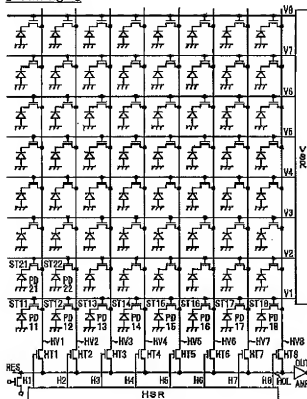 V8
V7
V6
V5
V4
V3
V2
V1
VSR
ST21 ST22
PD 21 PD 22
ST11 ST12 ST13 ST14 ST15 ST16 ST17 ST18
PD 11 PD 12 PD 13 PD 14 PD 15 PD 16 PD 17 PD 18
HV1 HV2 HV3 HV4 HV5 HV6 HV7 HV8
HT1 HT2 HT3 HT4 HT5 HT6 HT7 HT8
RES
H1 H2 H3 H4 H5 H6 H7 H8 HOL
OUT
AMP
HSR